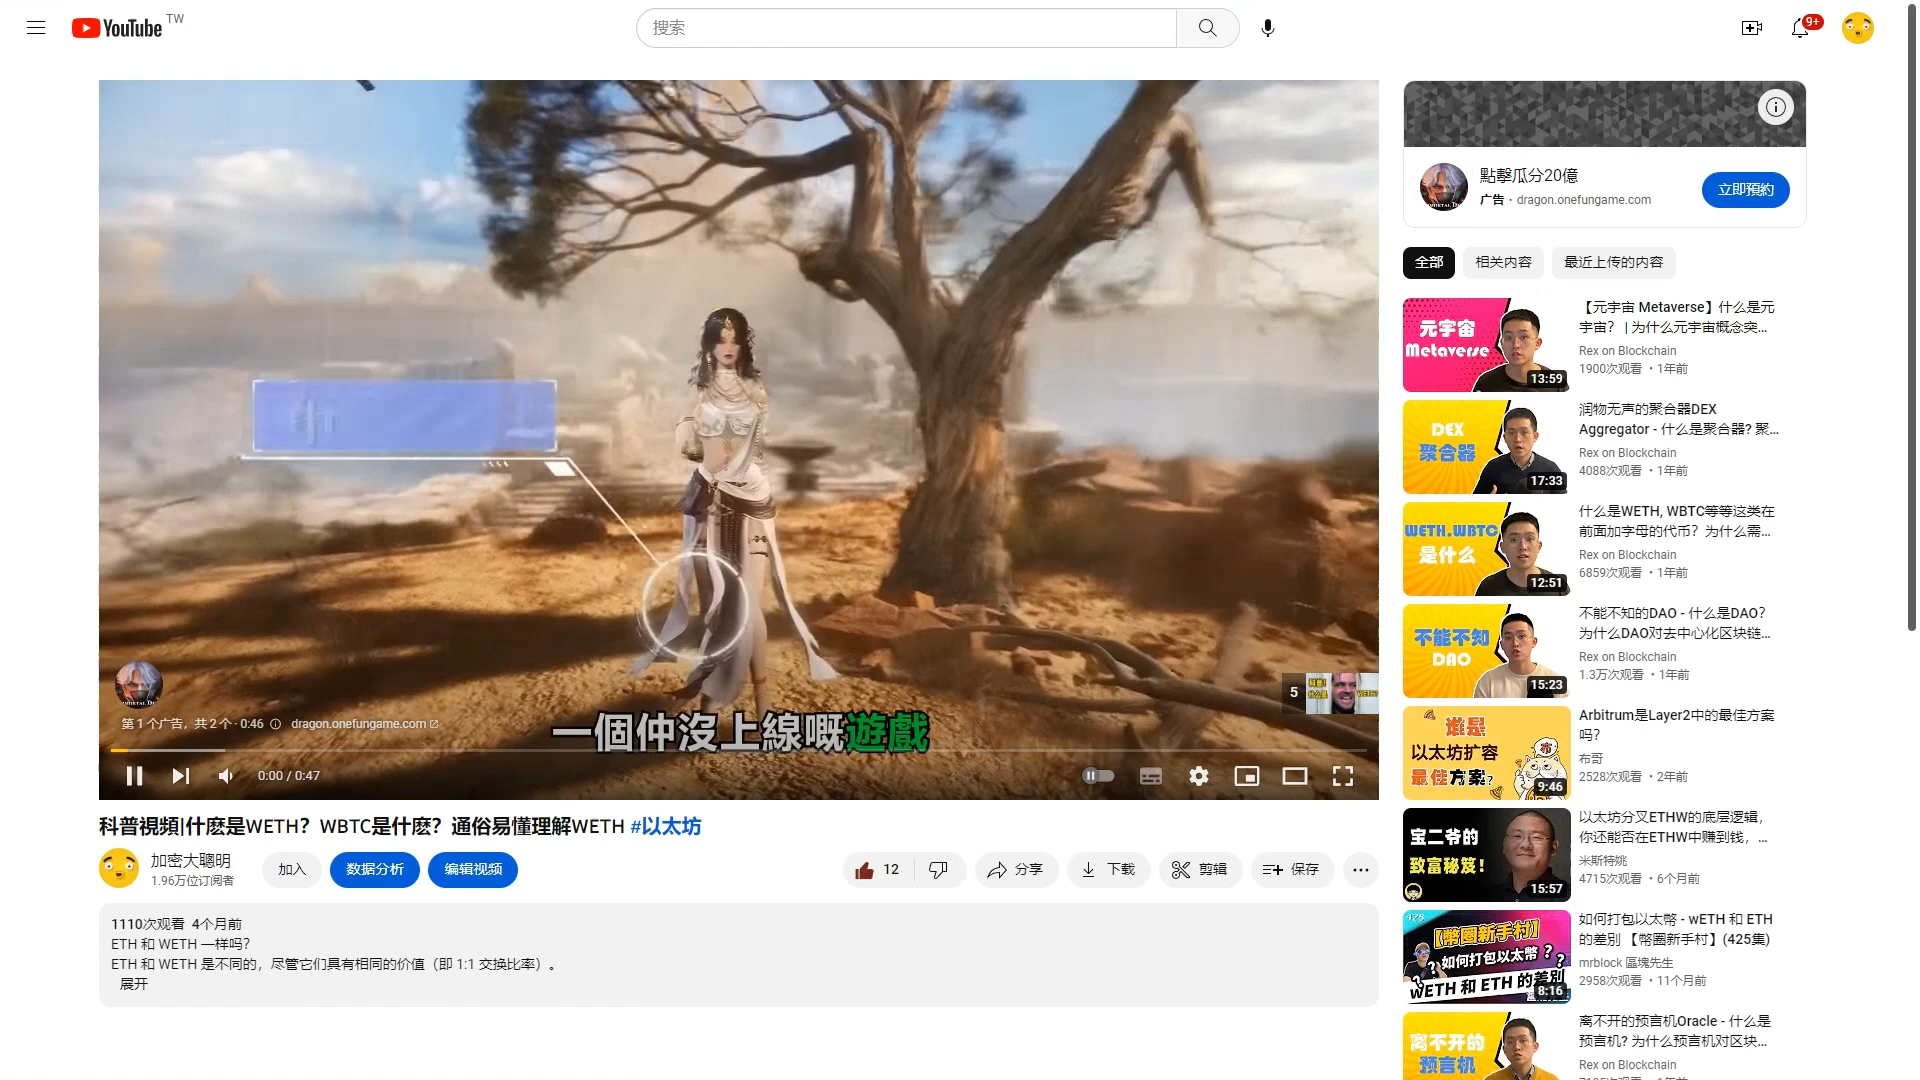 YouTube TW
搜索
9+
點擊瓜分20億
广告 · dragon.onefungame.com
立即預約
全部
相关内容
最近上传的内容
元宇宙
Metaverse
13:59
【元宇宙 Metaverse】什么是元
宇宙？ | 为什么元宇宙概念突...
Rex on Blockchain
1900次观看 · 1年前
DEX
聚合器
17:33
润物无声的聚合器DEX
Aggregator - 什么是聚合器? 聚...
Rex on Blockchain
4088次观看 · 1年前
WETH.WBTC
是什么
12:51
什么是WETH, WBTC等等这类在
前面加字母的代币？为什么需...
Rex on Blockchain
6859次观看 · 1年前
不能不知
DAO
15:23
不能不知的DAO - 什么是DAO?
为什么DAO对去中心化区块链...
Rex on Blockchain
1.3万次观看 · 1年前
谁是
以太坊扩容
最佳方案?
布
9:46
Arbitrum是Layer2中的最佳方案
吗?
布哥
2528次观看 · 2年前
宝二爷的
致富秘笈!
15:57
以太坊分叉ETHW的底层逻辑，
你还能否在ETHW中赚到钱，...
米斯特姚
4715次观看 · 6个月前
425
【幣圈新手村】
如何打包以太幣 ?
WETH 和 ETH 的差別
8:16
如何打包以太幣 - wETH 和 ETH
的差別 【幣圈新手村】(425集)
mrblock 區塊先生
2958次观看 · 11个月前
离不开的
预言机
离不开的预言机Oracle - 什么是
预言机? 为什么预言机对区块...
Rex on Blockchain
5
第 1 个广告，共 2 个 · 0:46
dragon.onefungame.com
一個仲沒上線嘅遊戲
0:00 / 0:47
科普視頻|什麽是WETH？WBTC是什麽？通俗易懂理解WETH #以太坊
加密大聰明
1.96万位订阅者
加入
数据分析
编辑视频
12
分享
下载
剪辑
保存
1110次观看 4个月前
ETH 和 WETH 一样吗？
ETH 和 WETH 是不同的，尽管它们具有相同的价值（即 1:1 交换比率）。
展开